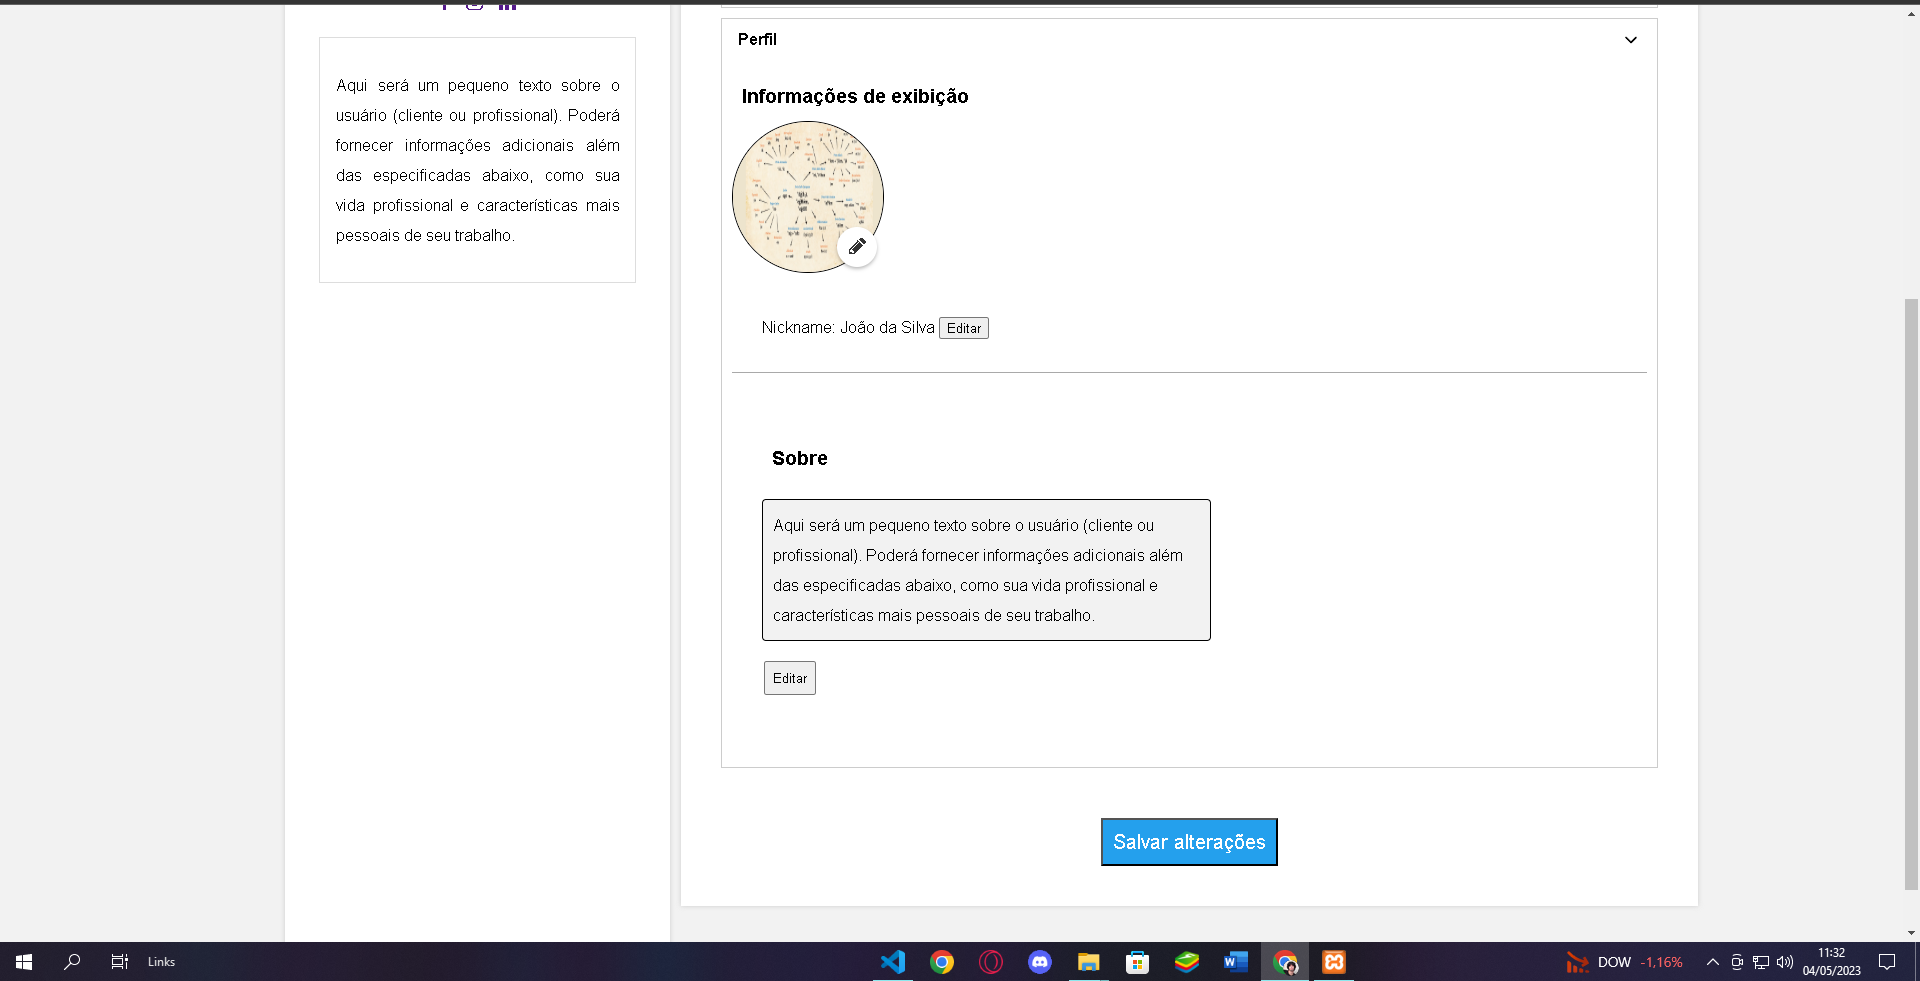 Aqui será um pequeno texto sobre o
usuário (cliente ou profissional). Poderá
fornecer informações adicionais além
das especificadas abaixo, como sua
vida profissional e características mais
pessoais de seu trabalho.
Perfil
Informações de exibição
Nickname: João da Silva Editar
Sobre
Aqui será um pequeno texto sobre o usuário (cliente ou
profissional). Poderá fornecer informações adicionais além
das especificadas abaixo, como sua vida profissional e
características mais pessoais de seu trabalho.
Editar
Salvar alterações
Links
DOW -1,16%
11:32
04/05/2023